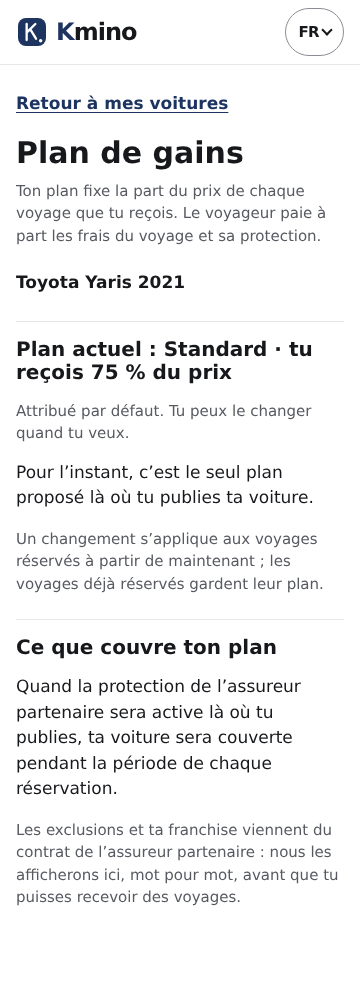 K. Kmino
FR
Retour à mes voitures
Plan de gains
Ton plan fixe la part du prix de chaque
voyage que tu reçois. Le voyageur paie à
part les frais du voyage et sa protection.
Toyota Yaris 2021
Plan actuel : Standard · tu
reçois 75 % du prix
Attribué par défaut. Tu peux le changer
quand tu veux.
Pour l’instant, c’est le seul plan
proposé là où tu publies ta voiture.
Un changement s’applique aux voyages
réservés à partir de maintenant ; les
voyages déjà réservés gardent leur plan.
Ce que couvre ton plan
Quand la protection de l’assureur
partenaire sera active là où tu
publies, ta voiture sera couverte
pendant la période de chaque
réservation.
Les exclusions et ta franchise viennent du
contrat de l’assureur partenaire : nous les
afficherons ici, mot pour mot, avant que tu
puisses recevoir des voyages.